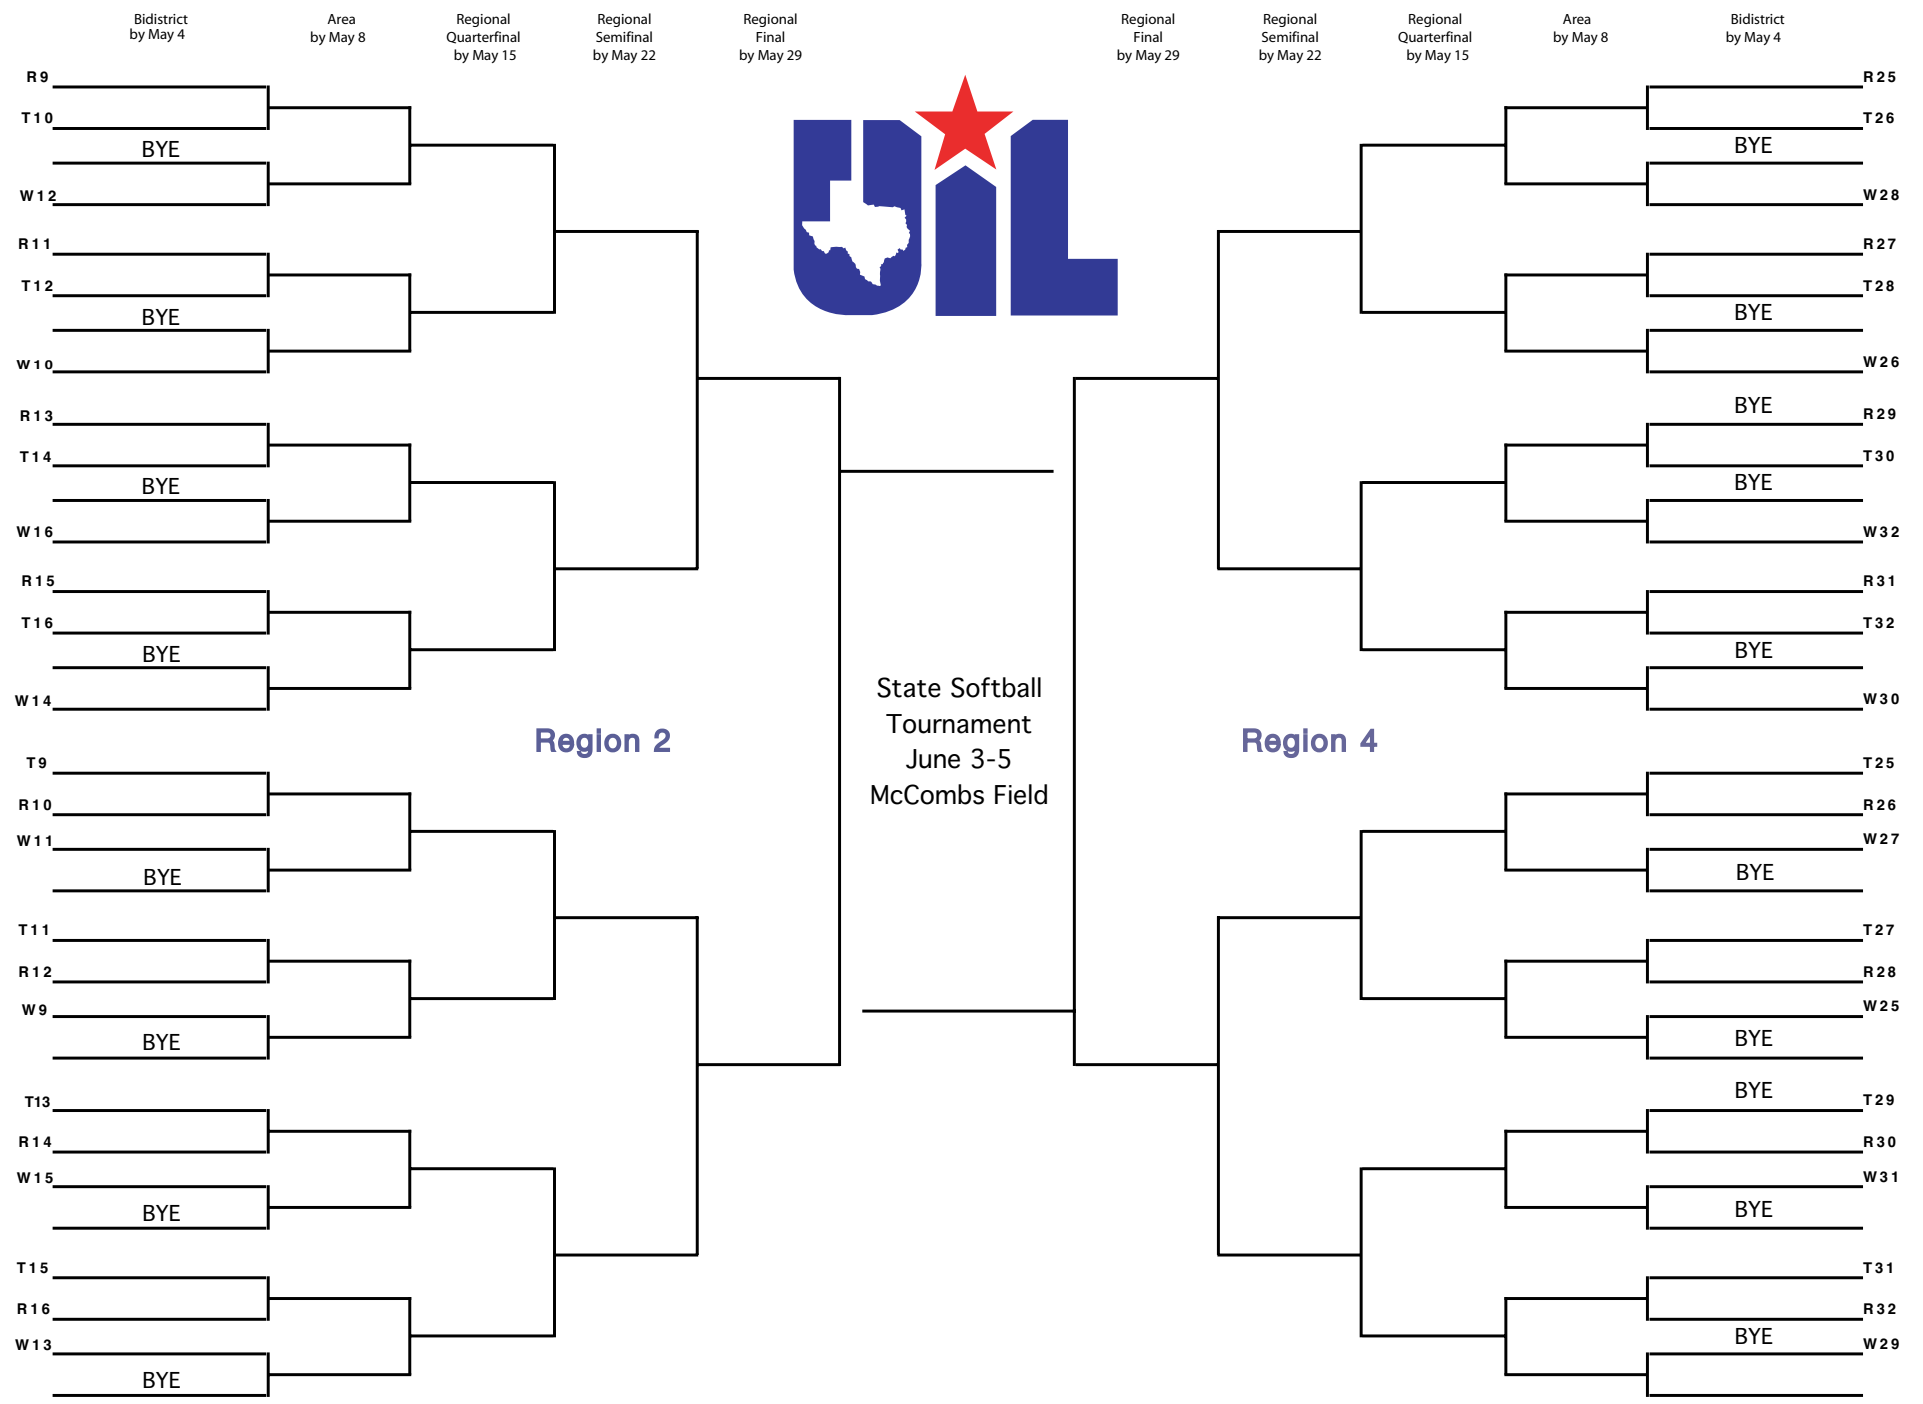 Bidistrict
by May 4
Area
by May 8
Regional
Quarterfinal
by May 15
Regional
Semifinal
by May 22
Regional
Final
by May 29
Regional
Final
by May 29
Regional
Semifinal
by May 22
Regional
Quarterfinal
by May 15
Area
by May 8
Bidistrict
by May 4
UIL
R9
T10
BYE
W12
R11
T12
BYE
W10
R13
T14
BYE
W16
R15
T16
BYE
W14
Region 2
T9
R10
W11
BYE
T11
R12
W9
BYE
T13
R14
W15
BYE
T15
R16
W13
BYE
State Softball
Tournament
June 3-5
McCombs Field
R25
T26
BYE
W28
R27
T28
BYE
W26
BYE
R29
T30
BYE
W32
R31
T32
BYE
W30
Region 4
T25
R26
W27
BYE
T27
R28
W25
BYE
BYE
T29
R30
W31
BYE
T31
R32
BYE
W29